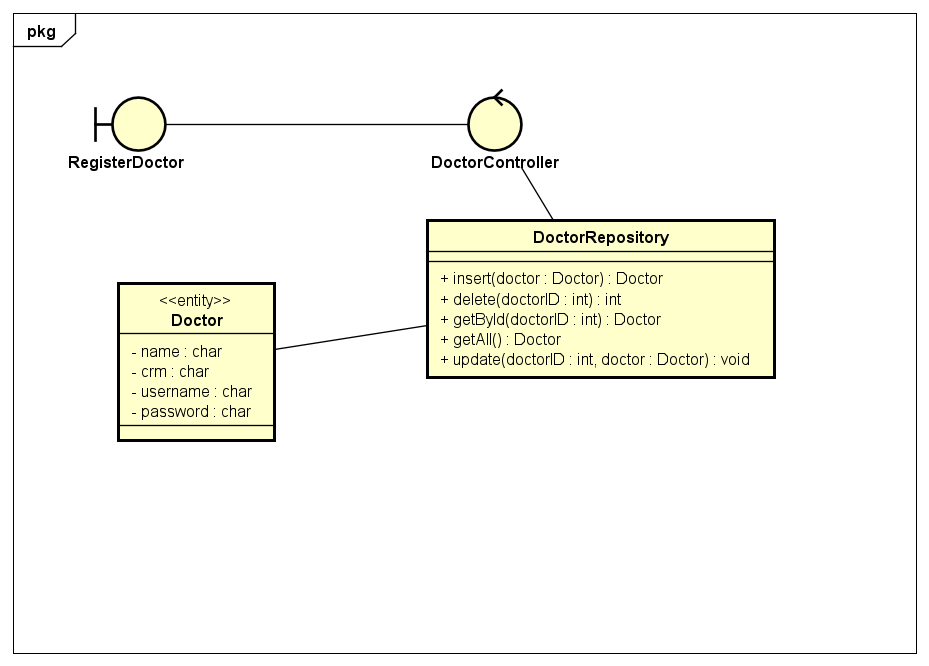 pkg
RegisterDoctor
DoctorController
DoctorRepository
+ insert(doctor : Doctor) : Doctor
+ delete(doctorID : int) : int
+ getById(doctorID : int) : Doctor
+ getAll() : Doctor
+ update(doctorID : int, doctor : Doctor) : void
<<entity>>
Doctor
- name : char
- crm : char
- username : char
- password : char